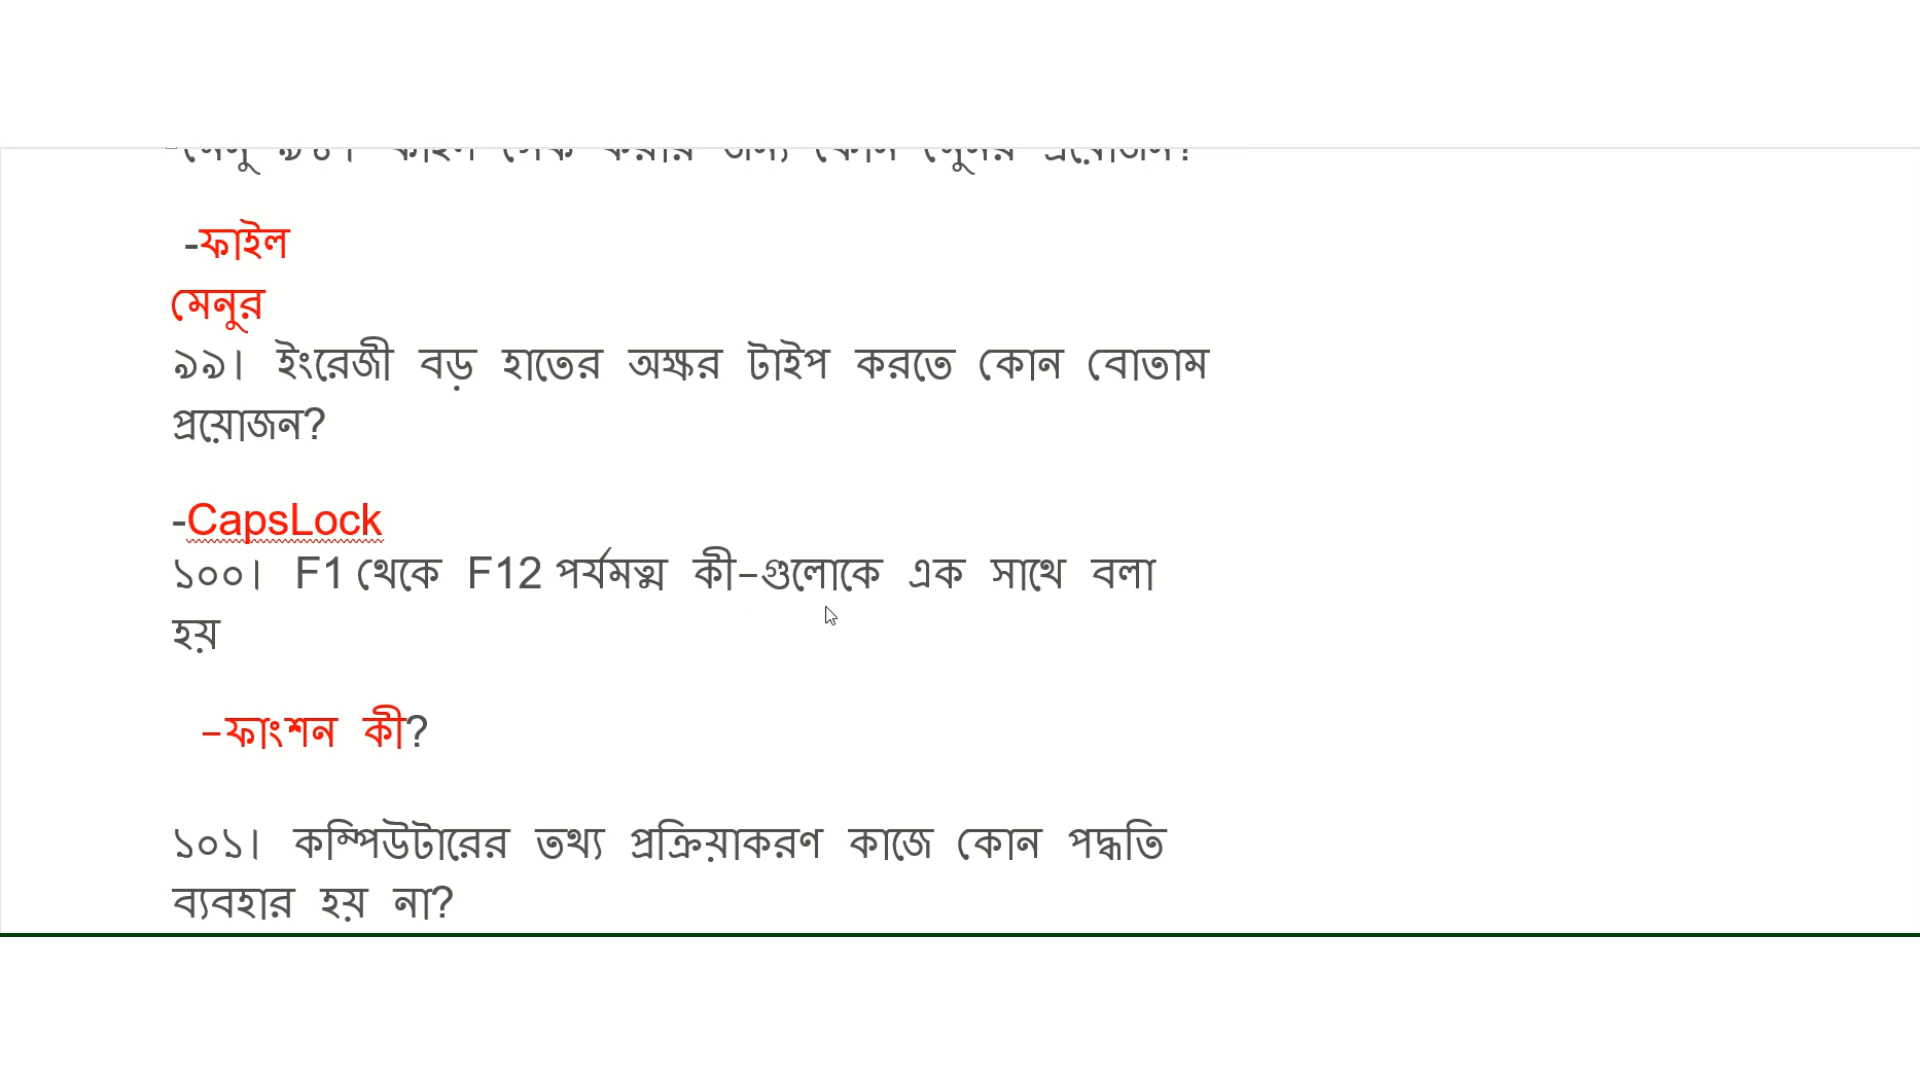 -ফাইল
মেনুর
৯৯। ইংরেজী বড় হাতের অক্ষর টাইপ করতে কোন বোতাম
প্রয়োজন?
-CapsLock
১০০। F1 থেকে F12 পর্যমত্ম কী-গুলোকে এক সাথে বলা
হয়
-ফাংশন কী?
১০১। কম্পিউটারের তথ্য প্রক্রিয়াকরণ কাজে কোন পদ্ধতি
ব্যবহার হয় না?